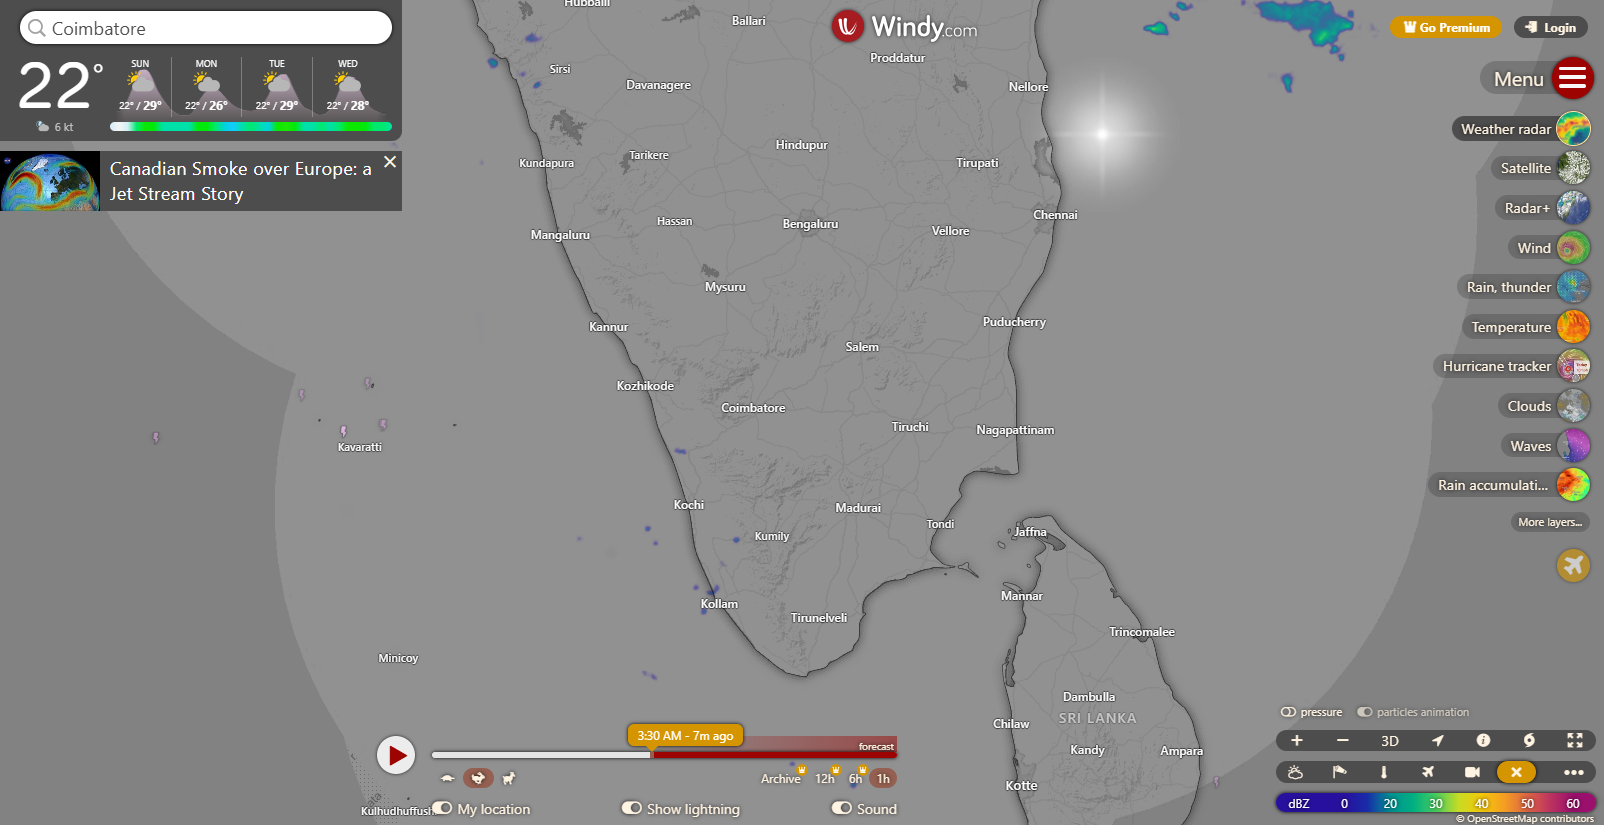 Coimbatore
22°
6 kt
SUN MON TUE WED
22° / 29° 22° / 26° 22° / 29° 22° / 28°
Canadian Smoke over Europe: a
Jet Stream Story
Windy.com
Go Premium
Login
Menu
Weather radar
Satellite
Radar+
Wind
Rain, thunder
Temperature
Hurricane tracker
Clouds
Waves
Rain accumulati...
More layers...
Hubballi
Ballari
Proddatur
Sirsi
Davanagere
Nellore
Hindupur
Kundapura
Tarikere
Tirupati
Hassan
Bengaluru
Chennai
Mangaluru
Vellore
Mysuru
Kannur
Puducherry
Salem
Kozhikode
Coimbatore
Tiruchi
Nagapattinam
Kavaratti
Kochi
Madurai
Tondi
Kumily
Jaffna
Kollam
Mannar
Tirunelveli
Trincomalee
Minicoy
Dambulla
SRI LANKA
Chilaw
Kandy
Ampara
Kotte
Kulhudhuffush
3:30 AM - 7m ago
forecast
Archive 12h 6h 1h
My location
Show lightning
Sound
pressure
particles animation
3D
dBZ 0 20 30 40 50 60
© OpenStreetMap contributors